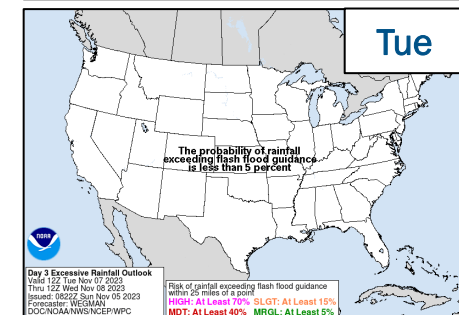 Tue
The probability of rainfall
exceeding flash flood guidance
is less than 5 percent
NOAA
Day 3 Excessive Rainfall Outlook
Valid 12Z Tue Nov 07 2023
Thru 12Z Wed Nov 08 2023
Issued: 0822Z Sun Nov 05 2023
Forecaster: WEGMAN
DOC/NOAA/NWS/NCEP/WPC
Risk of rainfall exceeding flash flood guidance
within 25 miles of a point
HIGH: At Least 70% SLGT: At Least 15%
MDT: At Least 40% MRGL: At Least 5%